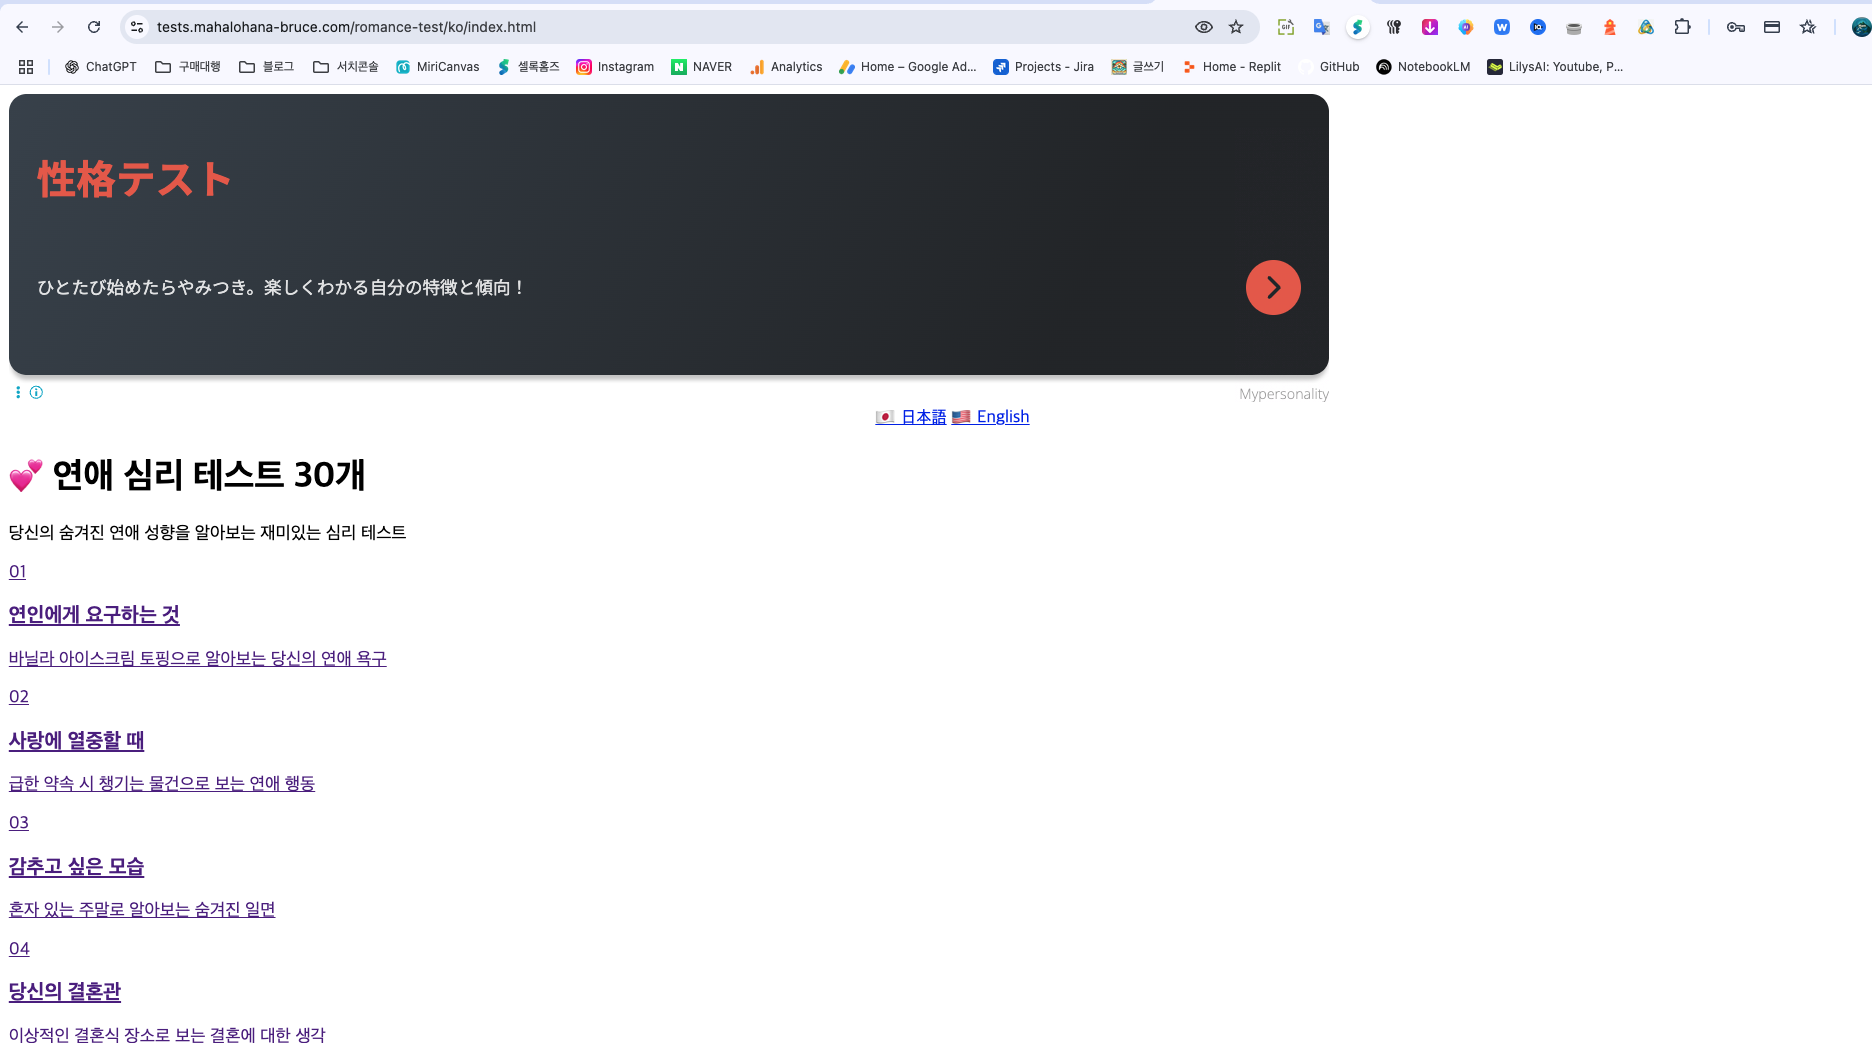 tests.mahalohana-bruce.com/romance-test/ko/index.html
ChatGPT 구매대행 블로그 서치콘솔 MiriCanvas 셀록홈즈 Instagram NAVER Analytics Home – Google Ad... Projects - Jira 글쓰기 Home - Replit GitHub NotebookLM LilysAI: Youtube, P...
性格テスト
ひとたび始めたらやみつき。楽しくわかる自分の特徴と傾向！
Mypersonality
日本語 English
연애 심리 테스트 30개
당신의 숨겨진 연애 성향을 알아보는 재미있는 심리 테스트
01
연인에게 요구하는 것
바닐라 아이스크림 토핑으로 알아보는 당신의 연애 욕구
02
사랑에 열중할 때
급한 약속 시 챙기는 물건으로 보는 연애 행동
03
감추고 싶은 모습
혼자 있는 주말로 알아보는 숨겨진 일면
04
당신의 결혼관
이상적인 결혼식 장소로 보는 결혼에 대한 생각